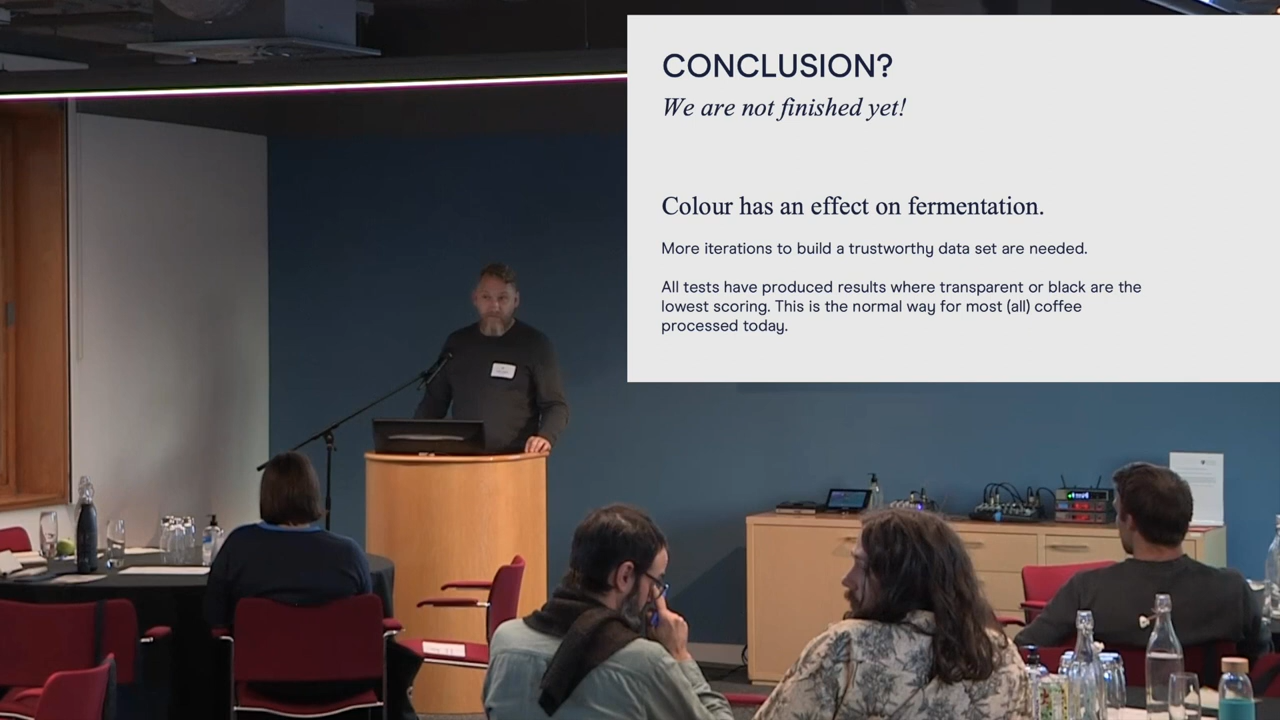 CONCLUSION?
We are not finished yet!
Colour has an effect on fermentation.
More iterations to build a trustworthy data set are needed.
All tests have produced results where transparent or black are the
lowest scoring. This is the normal way for most (all) coffee
processed today.